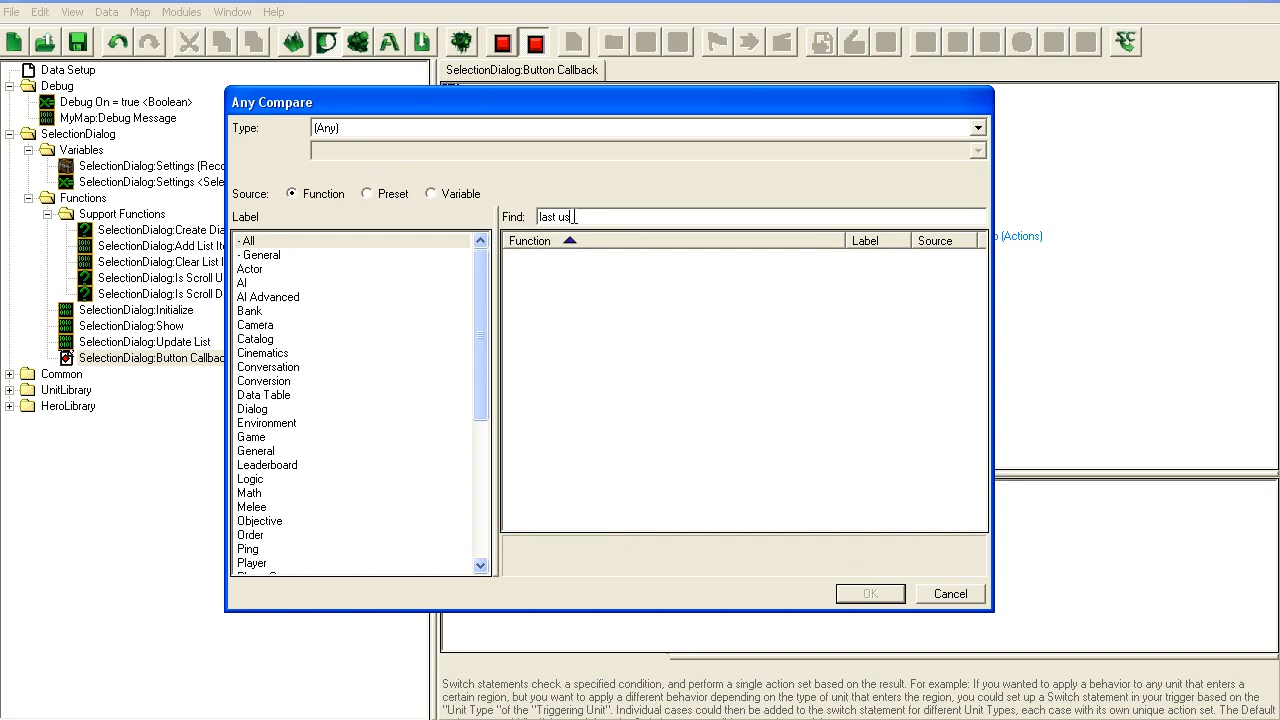 File Edit View Data Map Modules Window Help
Data Setup
Debug
Debug On = true <Boolean>
MyMap:Debug Message
SelectionDialog
Variables
SelectionDialog:Settings (Reco
SelectionDialog:Settings <Sele
Functions
Support Functions
SelectionDialog:Create Dia
SelectionDialog:Add List Ite
SelectionDialog:Clear List I
SelectionDialog:Is Scroll U
SelectionDialog:Is Scroll D
SelectionDialog:Initialize
SelectionDialog:Show
SelectionDialog:Update List
SelectionDialog:Button Callbac
Common
UnitLibrary
HeroLibrary
SelectionDialog:Button Callback
(Actions)
Any Compare
Type: (Any)
Source: Function Preset Variable
Label
- All
- General
Actor
AI
AI Advanced
Bank
Camera
Catalog
Cinematics
Conversation
Conversion
Data Table
Dialog
Environment
Game
General
Leaderboard
Logic
Math
Melee
Objective
Order
Ping
Player
Find: last us
Function Label Source
OK Cancel
Switch statements check a specified condition, and perform a single action set based on the result. For example: If you wanted to apply a behavior to any unit that enters a
certain region, but you want to apply a different behavior depending on the type of unit that enters the region, you could set up a Switch statement in your trigger based on the
"Unit Type "of the "Triggering Unit". Individual cases could then be added to the switch statement for different Unit Types, each case with its own unique action set. The Default